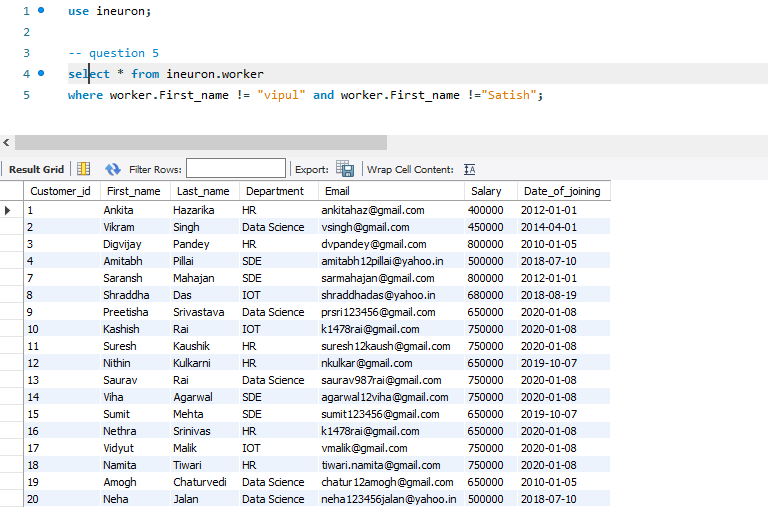 1 use ineuron;
2
3 -- question 5
4 select * from ineuron.worker
5 where worker.First_name != "vipul" and worker.First_name !="Satish";
Result Grid Filter Rows: Export: Wrap Cell Content:
Customer_id First_name Last_name Department Email Salary Date_of_joining
1 Ankita Hazarika HR ankitahaz@gmail.com 400000 2012-01-01
2 Vikram Singh Data Science vsingh@gmail.com 450000 2014-04-01
3 Digvijay Pandey HR dvpandey@gmail.com 800000 2010-01-05
4 Amitabh Pillai SDE amitabh12pillai@yahoo.in 500000 2018-07-10
7 Saransh Mahajan SDE sarmahajan@gmail.com 800000 2012-01-01
8 Shraddha Das IOT shraddhadas@yahoo.in 680000 2018-08-19
9 Preetisha Srivastava Data Science prsri123456@gmail.com 650000 2020-01-08
10 Kashish Rai IOT k1478rai@gmail.com 750000 2020-01-08
11 Suresh Kaushik HR suresh12kaush@gmail.com 750000 2020-01-08
12 Nithin Kulkarni HR nkulkar@gmail.com 650000 2019-10-07
13 Saurav Rai Data Science saurav987rai@gmail.com 750000 2020-01-08
14 Viha Agarwal SDE agarwal12viha@gmail.com 750000 2020-01-08
15 Sumit Mehta SDE sumit123456@gmail.com 650000 2019-10-07
16 Nethra Srinivas HR k1478rai@gmail.com 650000 2020-01-08
17 Vidyut Malik IOT vmalik@gmail.com 750000 2020-01-08
18 Namita Tiwari HR tiwari.namita@gmail.com 750000 2020-01-08
19 Amogh Chaturvedi Data Science chatur12amogh@gmail.com 650000 2010-01-05
20 Neha Jalan Data Science neha123456jalan@yahoo.in 500000 2018-07-10